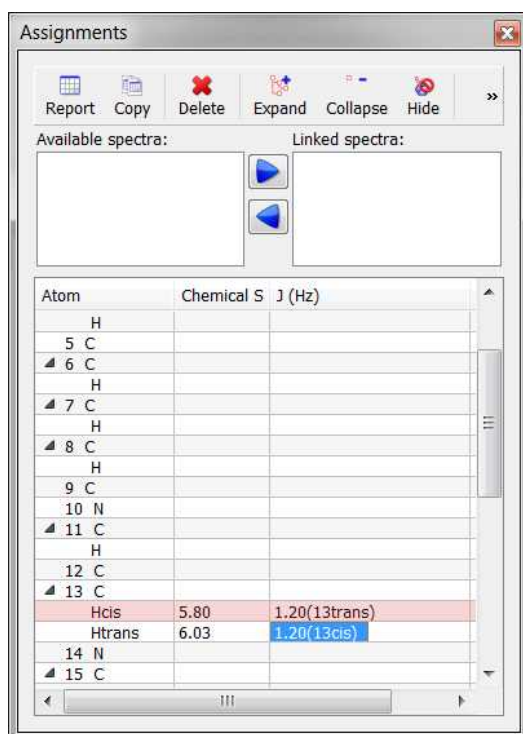 Assignments
Report Copy Delete Expand Collapse Hide »
Available spectra: Linked spectra:
Atom Chemical S J (Hz)
H
5 C
6 C
H
7 C
H
8 C
H
9 C
10 N
11 C
H
12 C
13 C
Hcis 5.80 1.20(13trans)
Htrans 6.03 1.20(13cis)
14 N
15 C